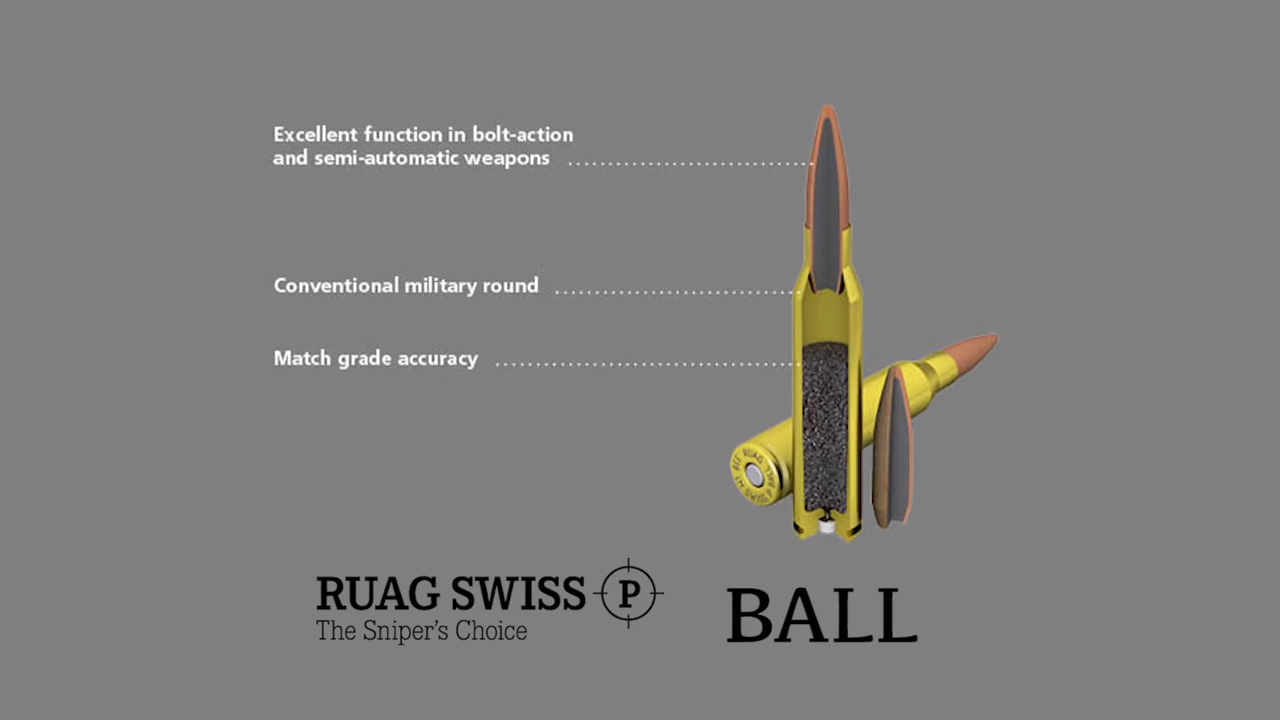 Excellent function in bolt-action
and semi-automatic weapons
Conventional military round
Match grade accuracy
RUAG SWISS P
The Sniper's Choice
BALL